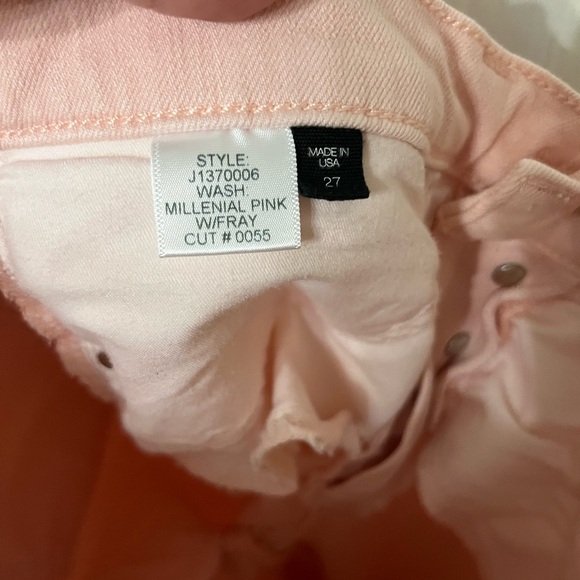 STYLE:
J1370006
WASH:
MILLENIAL PINK
W/FRAY
CUT # 0055
MADE IN
USA
27